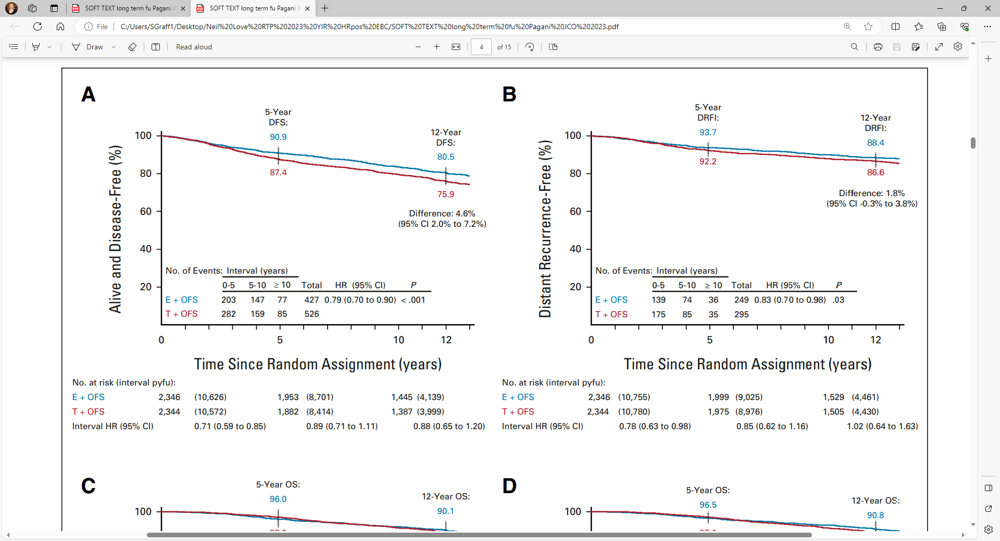 SOFT TEXT long term fu Pagani J
SOFT TEXT long term fu Pagani J
File
C:/Users/SGraff1/Desktop/Neil%20Love%20RTP%202023%20YIR%20HRpos%20EBC/SOFT%20TEXT%20long%20term%20fu%20Pagani%20JCO%202023.pdf
Draw
Read aloud
4 of 15
A
5-Year
DFS:
90.9
87.4
12-Year
DFS:
80.5
75.9
Difference: 4.6%
(95% CI 2.0% to 7.2%)
Alive and Disease-Free (%)
100
80
60
40
20
No. of Events: Interval (years)
0-5 5-10 ≥ 10 Total HR (95% CI) P
E + OFS 203 147 77 427 0.79 (0.70 to 0.90) < .001
T + OFS 282 159 85 526
0 5 10 12
Time Since Random Assignment (years)
No. at risk (interval pyfu):
E + OFS 2,346 (10,626) 1,953 (8,701) 1,445 (4,139)
T + OFS 2,344 (10,572) 1,882 (8,414) 1,387 (3,999)
Interval HR (95% CI) 0.71 (0.59 to 0.85) 0.89 (0.71 to 1.11) 0.88 (0.65 to 1.20)
B
5-Year
DRFI:
93.7
92.2
12-Year
DRFI:
88.4
86.6
Difference: 1.8%
(95% CI -0.3% to 3.8%)
Distant Recurrence-Free (%)
100
80
60
40
20
No. of Events: Interval (years)
0-5 5-10 ≥ 10 Total HR (95% CI) P
E + OFS 139 74 36 249 0.83 (0.70 to 0.98) .03
T + OFS 175 85 35 295
0 5 10 12
Time Since Random Assignment (years)
No. at risk (interval pyfu):
E + OFS 2,346 (10,755) 1,999 (9,025) 1,529 (4,461)
T + OFS 2,344 (10,780) 1,975 (8,976) 1,505 (4,430)
Interval HR (95% CI) 0.78 (0.63 to 0.98) 0.85 (0.62 to 1.16) 1.02 (0.64 to 1.63)
C
5-Year OS:
96.0
12-Year OS:
90.1
100
D
5-Year OS:
96.5
12-Year OS:
90.8
100